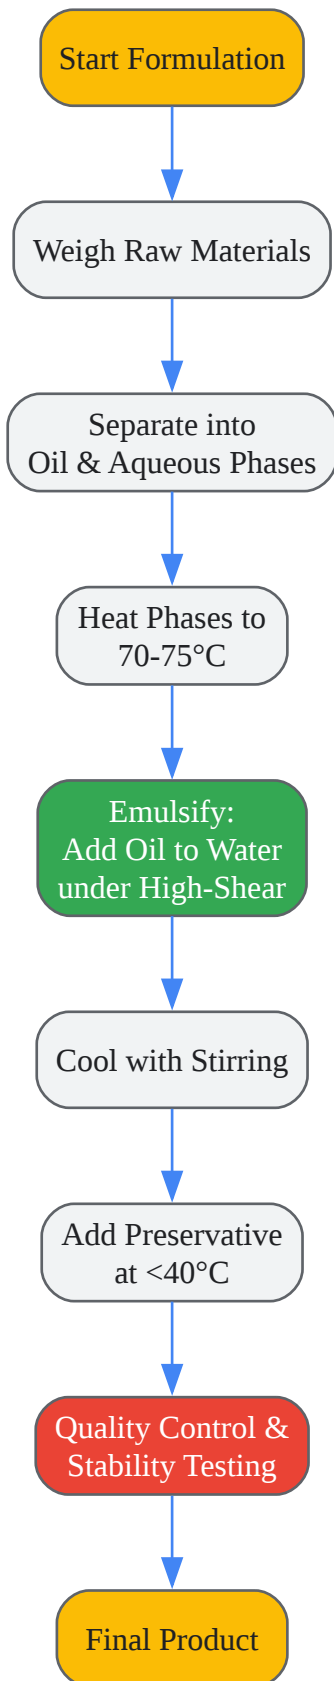 Start Formulation
Weigh Raw Materials
Separate into
Oil & Aqueous Phases
Heat Phases to
70-75°C
Emulsify:
Add Oil to Water
under High-Shear
Cool with Stirring
Add Preservative
at <40°C
Quality Control &
Stability Testing
Final Product